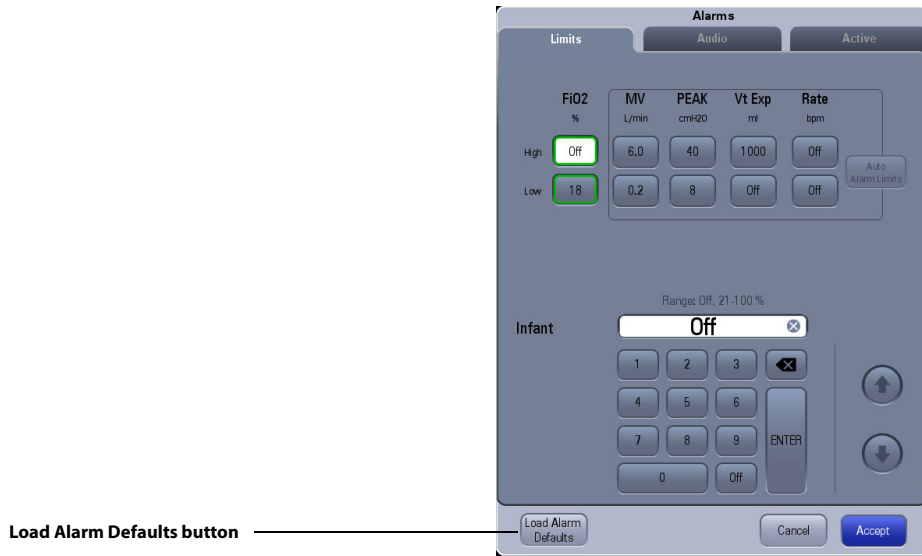 Alarms
Limits Audio Active
FiO2 MV PEAK Vt Exp Rate
% L/min cmH2O ml bpm
High Off 6.0 40 1000 Off
Auto
Alarm Limits
Low 18 0.2 8 Off Off
Range: Off, 21-100 %
Infant Off
1 2 3
4 5 6
7 8 9 ENTER
0 Off
Load Alarm Defaults button
Load Alarm
Defaults
Cancel Accept